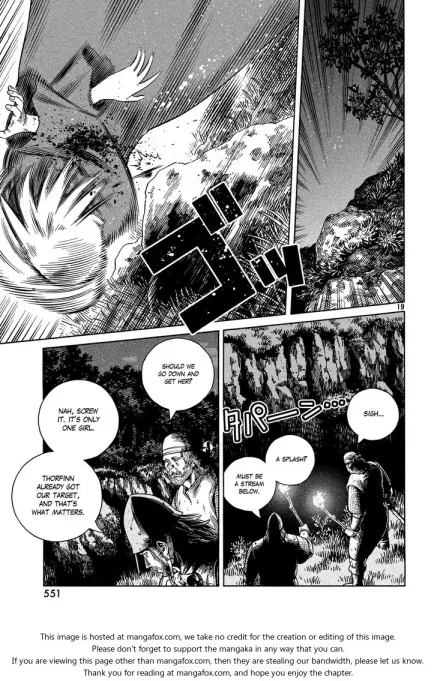 19
ゴッ
SIGH...
タパーン…
A SPLASH?
MUST BE
A STREAM
BELOW.
SHOULD WE
GO DOWN AND
GET HER?
NAH, SCREW
IT. IT'S ONLY
ONE GIRL.
THORFINN
ALREADY GOT
OUR TARGET,
AND THAT'S
WHAT MATTERS.
551
This image is hosted at mangafox.com, we take no credit for the creation or editing of this image.
Please don't forget to support the mangaka in any way that you can.
If you are viewing this page other than mangafox.com, then they are stealing our bandwidth, please let us know.
Thank you for reading at mangafox.com, and hope you enjoy the chapter.